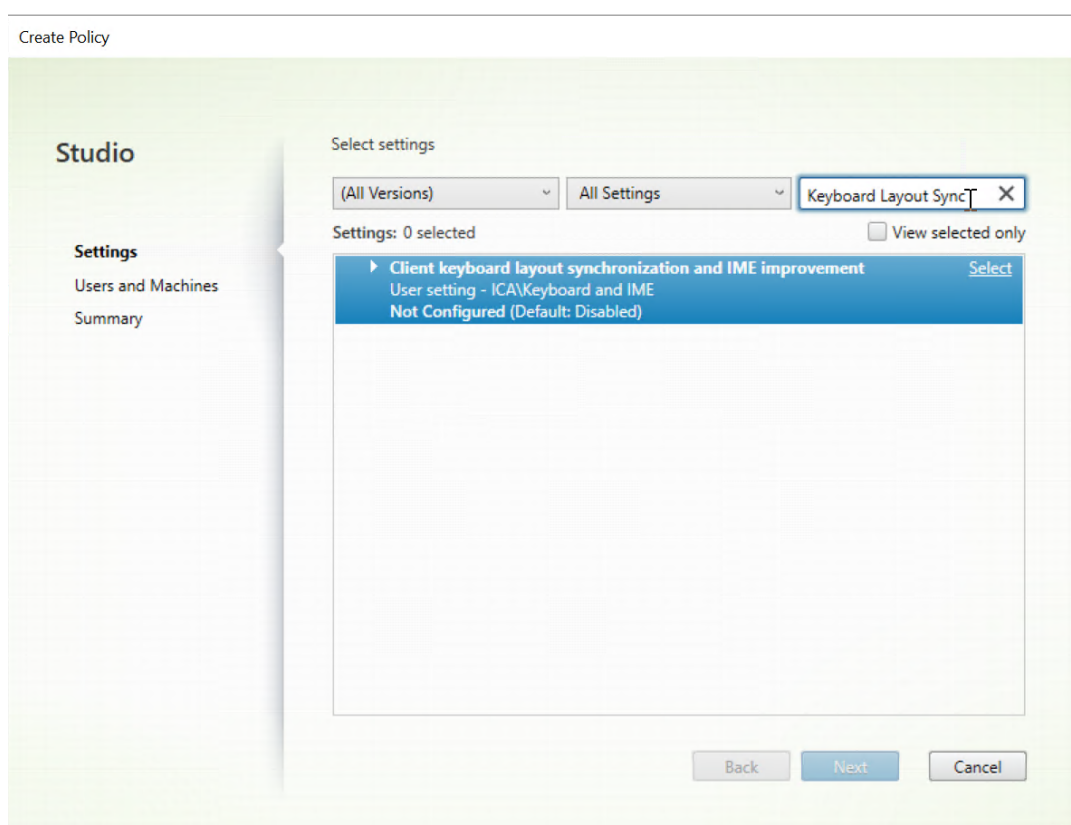 Create Policy
Studio
Settings
Users and Machines
Summary
Select settings
(All Versions)
All Settings
Keyboard Layout Sync
Settings: 0 selected
View selected only
Client keyboard layout synchronization and IME improvement
Select
User setting - ICA\Keyboard and IME
Not Configured (Default: Disabled)
Back
Next
Cancel